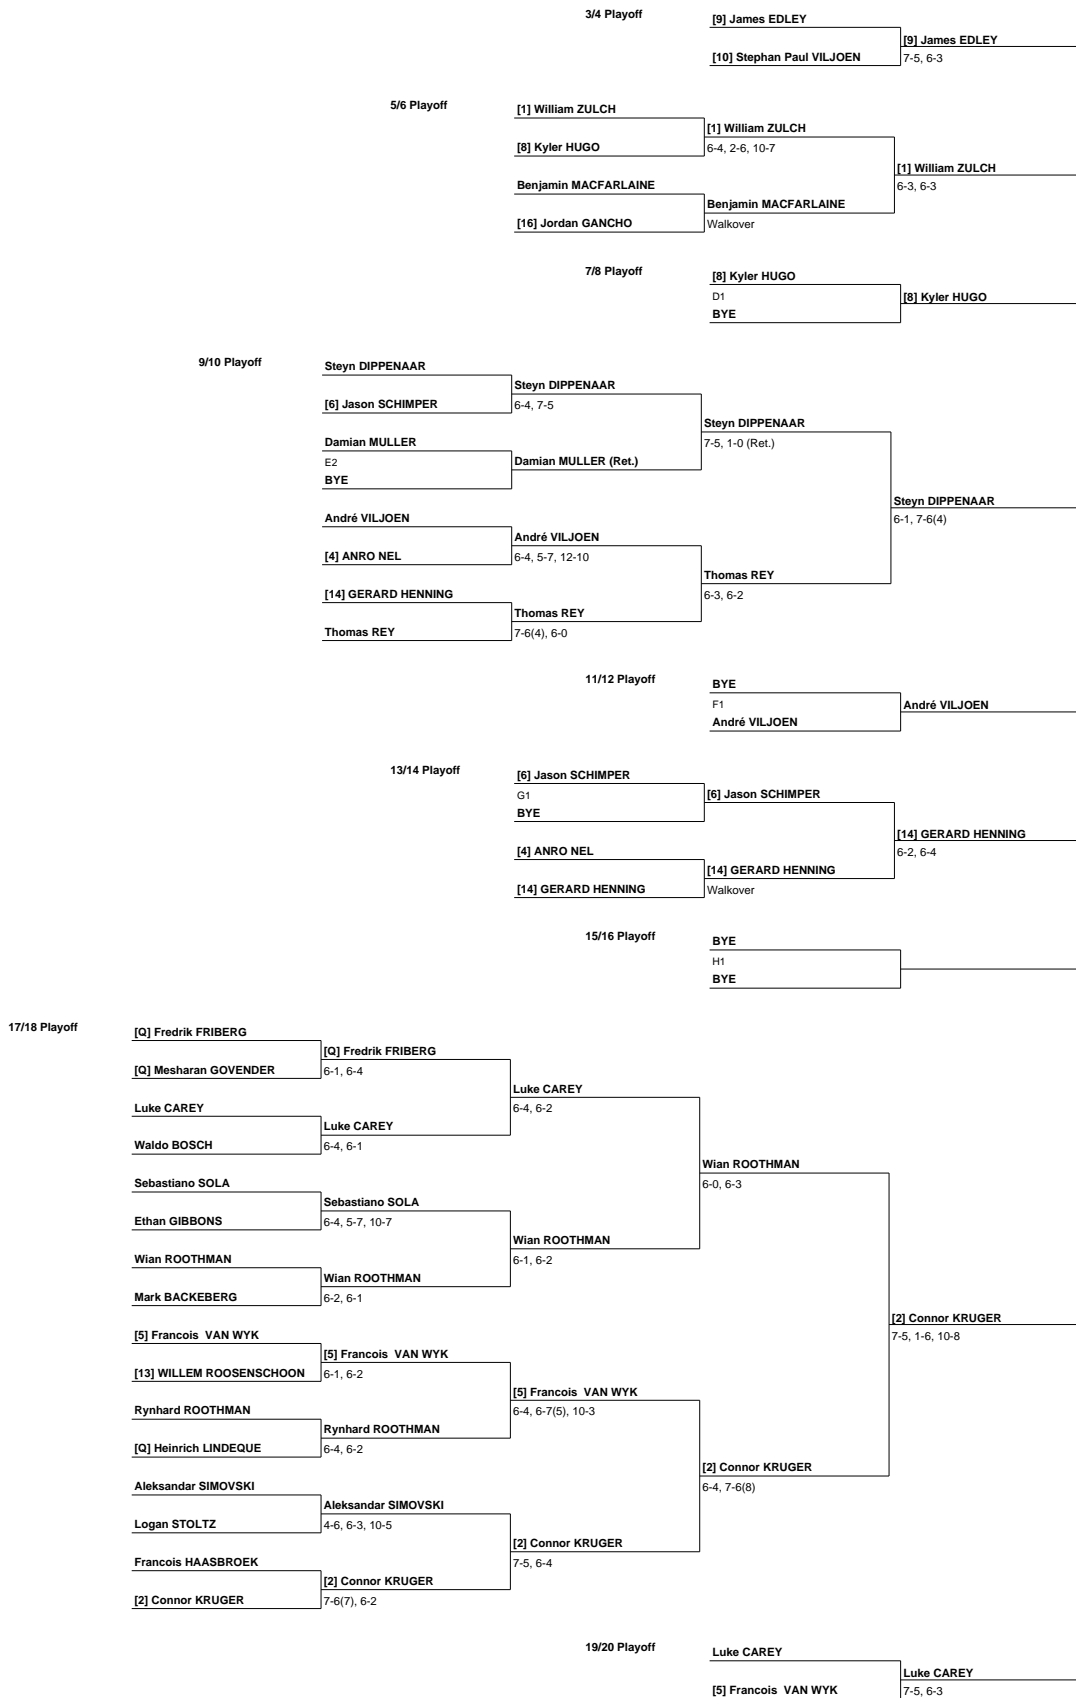 3/4 Playoff
[9] James EDLEY
[9] James EDLEY
[10] Stephan Paul VILJOEN
7-5, 6-3
5/6 Playoff
[1] William ZULCH
[1] William ZULCH
[8] Kyler HUGO
6-4, 2-6, 10-7
[1] William ZULCH
6-3, 6-3
Benjamin MACFARLAINE
Benjamin MACFARLAINE
[16] Jordan GANCHO
Walkover
7/8 Playoff
[8] Kyler HUGO
D1
[8] Kyler HUGO
BYE
9/10 Playoff
Steyn DIPPENAAR
Steyn DIPPENAAR
[6] Jason SCHIMPER
6-4, 7-5
Steyn DIPPENAAR
7-5, 1-0 (Ret.)
Damian MULLER
E2
Damian MULLER (Ret.)
BYE
Steyn DIPPENAAR
6-1, 7-6(4)
André VILJOEN
André VILJOEN
[4] ANRO NEL
6-4, 5-7, 12-10
Thomas REY
6-3, 6-2
[14] GERARD HENNING
Thomas REY
Thomas REY
7-6(4), 6-0
11/12 Playoff
BYE
F1
André VILJOEN
André VILJOEN
13/14 Playoff
[6] Jason SCHIMPER
G1
[6] Jason SCHIMPER
BYE
[14] GERARD HENNING
6-2, 6-4
[4] ANRO NEL
[14] GERARD HENNING
[14] GERARD HENNING
Walkover
15/16 Playoff
BYE
H1
BYE
17/18 Playoff
[Q] Fredrik FRIBERG
[Q] Fredrik FRIBERG
[Q] Mesharan GOVENDER
6-1, 6-4
Luke CAREY
6-4, 6-2
Luke CAREY
Luke CAREY
Waldo BOSCH
6-4, 6-1
Wian ROOTHMAN
6-0, 6-3
Sebastiano SOLA
Sebastiano SOLA
Ethan GIBBONS
6-4, 5-7, 10-7
Wian ROOTHMAN
6-1, 6-2
Wian ROOTHMAN
Wian ROOTHMAN
Mark BACKEBERG
6-2, 6-1
[2] Connor KRUGER
7-5, 1-6, 10-8
[5] Francois VAN WYK
[5] Francois VAN WYK
[13] WILLEM ROOSENSCHOON
6-1, 6-2
[5] Francois VAN WYK
6-4, 6-7(5), 10-3
Rynhard ROOTHMAN
Rynhard ROOTHMAN
[Q] Heinrich LINDEQUE
6-4, 6-2
[2] Connor KRUGER
6-4, 7-6(8)
Aleksandar SIMOVSKI
Aleksandar SIMOVSKI
Logan STOLTZ
4-6, 6-3, 10-5
[2] Connor KRUGER
7-5, 6-4
Francois HAASBROEK
[2] Connor KRUGER
[2] Connor KRUGER
7-6(7), 6-2
19/20 Playoff
Luke CAREY
Luke CAREY
[5] Francois VAN WYK
7-5, 6-3